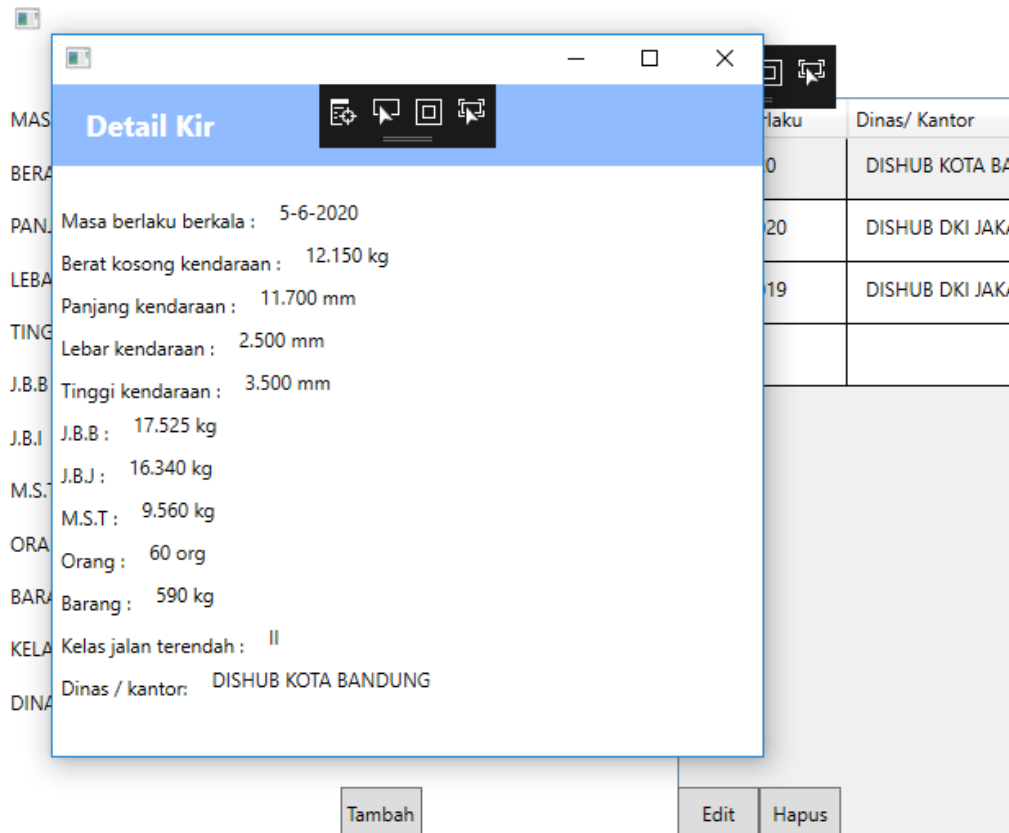 Detail Kir
Masa berlaku berkala : 5-6-2020
Berat kosong kendaraan : 12.150 kg
Panjang kendaraan : 11.700 mm
Lebar kendaraan : 2.500 mm
Tinggi kendaraan : 3.500 mm
J.B.B : 17.525 kg
J.B.J : 16.340 kg
M.S.T : 9.560 kg
Orang : 60 org
Barang : 590 kg
Kelas jalan terendah : II
Dinas / kantor: DISHUB KOTA BANDUNG
MAS
BERA
PANJ
LEBA
TING
J.B.B
J.B.I
M.S.T
ORA
BARA
KELA
DINA
rlaku Dinas/ Kantor
0 DISHUB KOTA BA
20 DISHUB DKI JAKA
19 DISHUB DKI JAKA
Tambah Edit Hapus